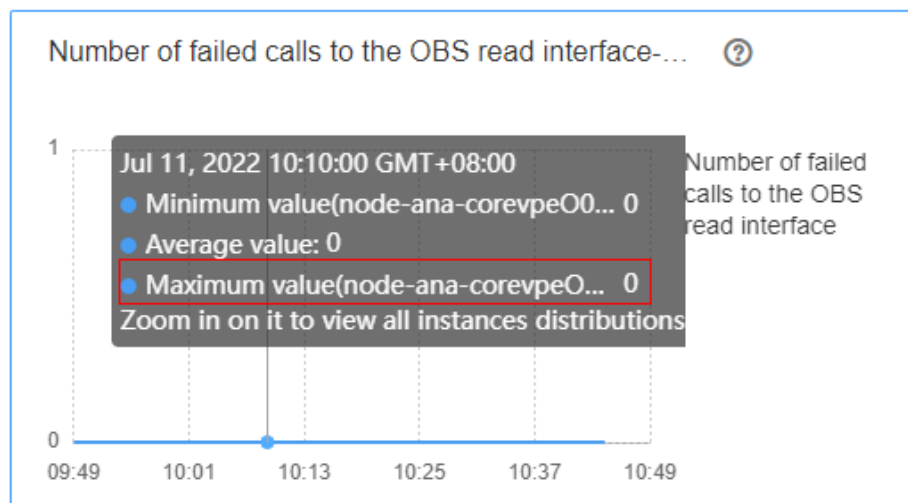 Number of failed calls to the OBS read interface-...
1
Jul 11, 2022 10:10:00 GMT+08:00
Minimum value(node-ana-corevpeO0... 0
Average value: 0
Maximum value(node-ana-corevpeO... 0
Zoom in on it to view all instances distributions
Number of failed
calls to the OBS
read interface
0
09:49 10:01 10:13 10:25 10:37 10:49